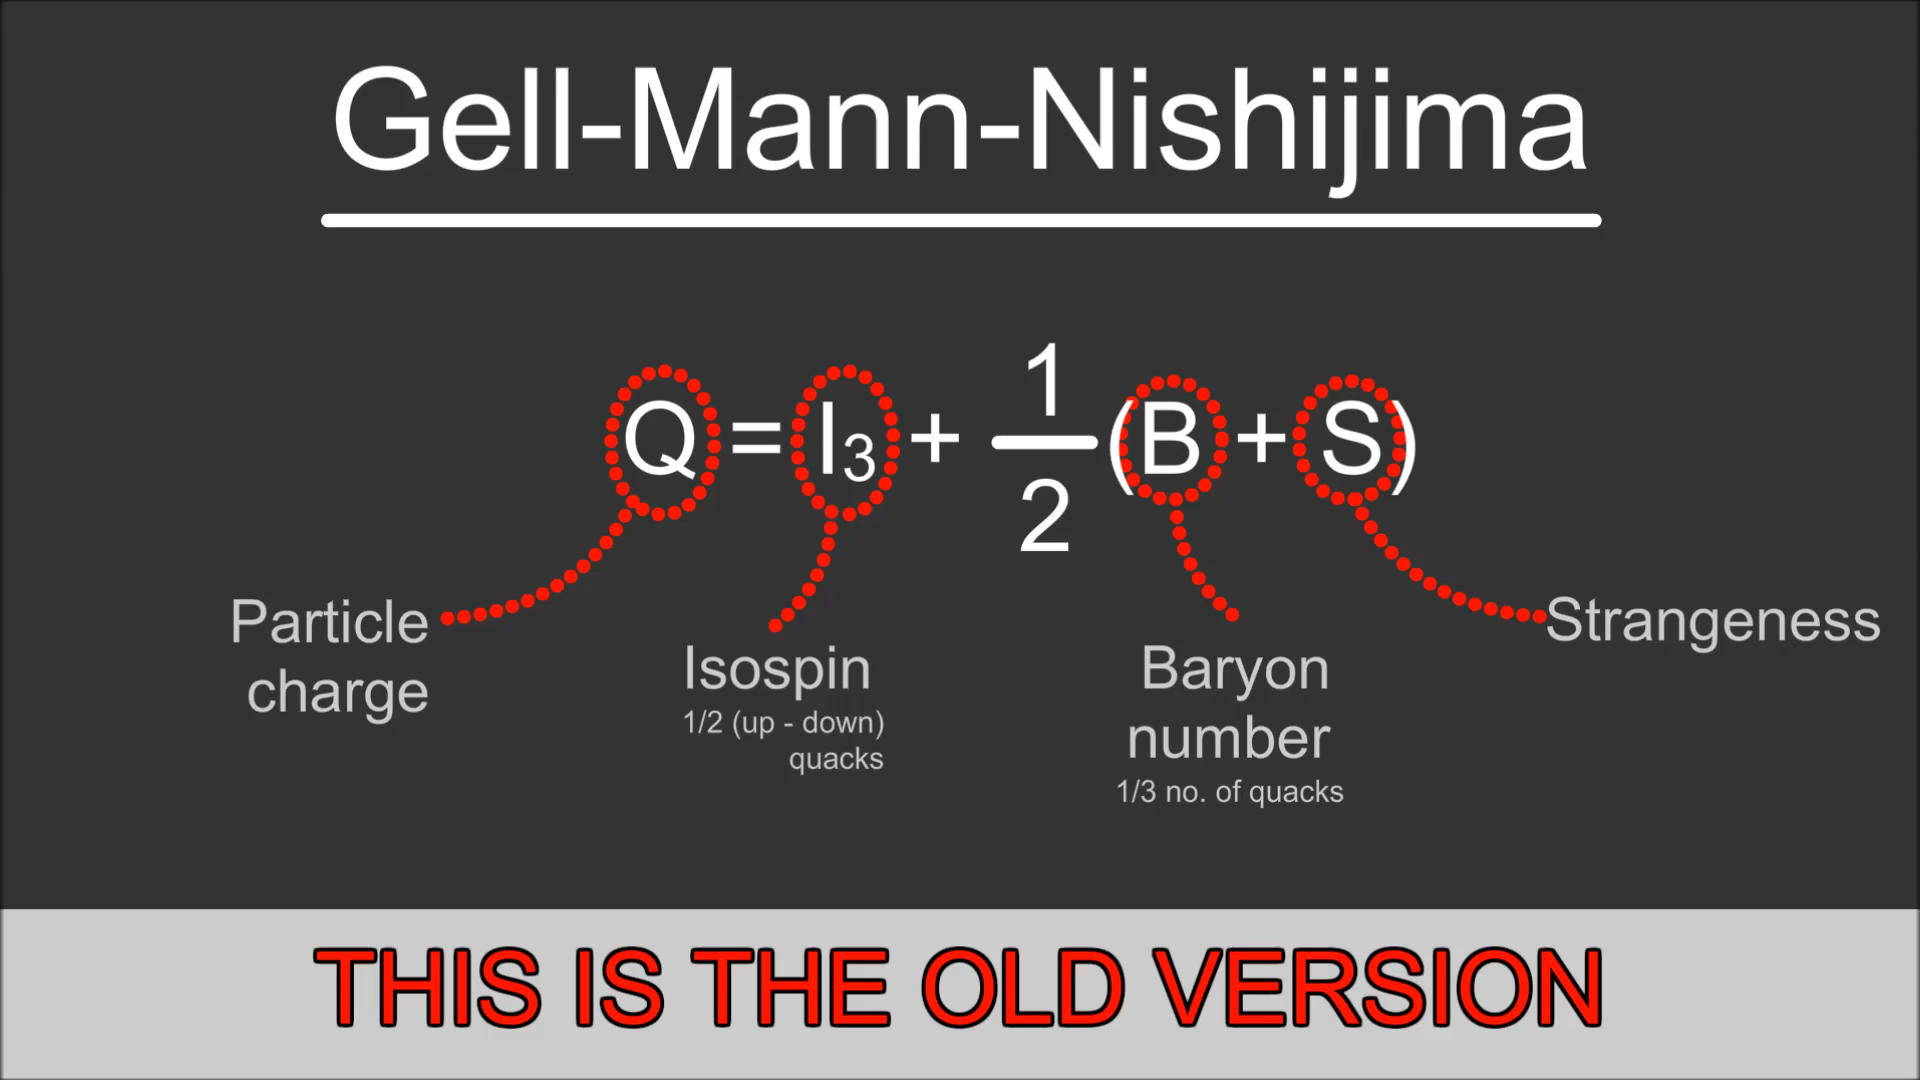 Gell-Mann-Nishijima
Q = I₃ + 1/2 (B + S)
Particle
charge
Isospin
1/2 (up - down)
quacks
Baryon
number
1/3 no. of quacks
Strangeness
THIS IS THE OLD VERSION